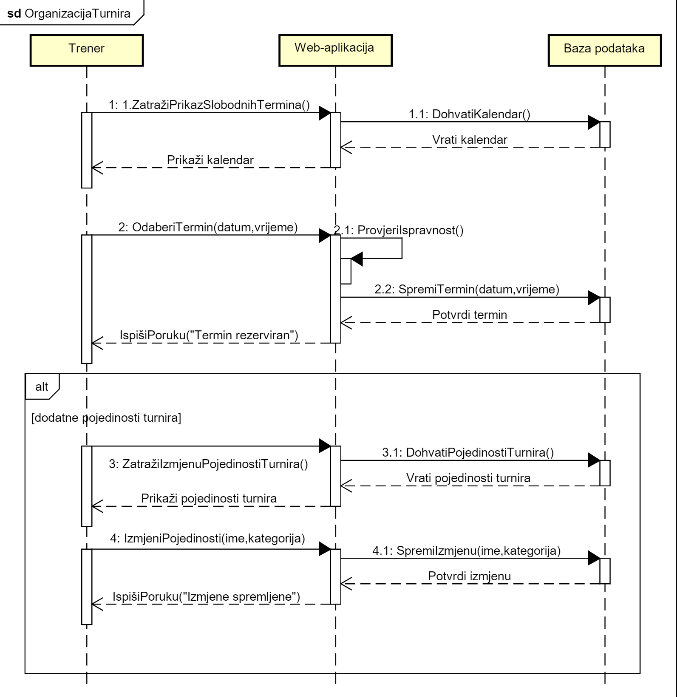 sd OrganizacijaTurnira
Trener
Web-aplikacija
Baza podataka
1: 1.ZatražiPrikazSlobodnihTermina()
1.1: DohvatiKalendar()
Vrati kalendar
Prikaži kalendar
2: OdaberiTermin(datum,vrijeme)
2.1: ProvjeriIspravnost()
2.2: SpremiTermin(datum,vrijeme)
Potvrdi termin
IspišiPoruku("Termin rezerviran")
alt
[dodatne pojedinosti turnira]
3: ZatražiIzmjenuPojedinostiTurnira()
3.1: DohvatiPojedinostiTurnira()
Vrati pojedinosti turnira
Prikaži pojedinosti turnira
4: IzmjeniPojedinosti(ime,kategorija)
4.1: SpremiIzmjenu(ime,kategorija)
Potvrdi izmjenu
IspišiPoruku("Izmjene spremljene")